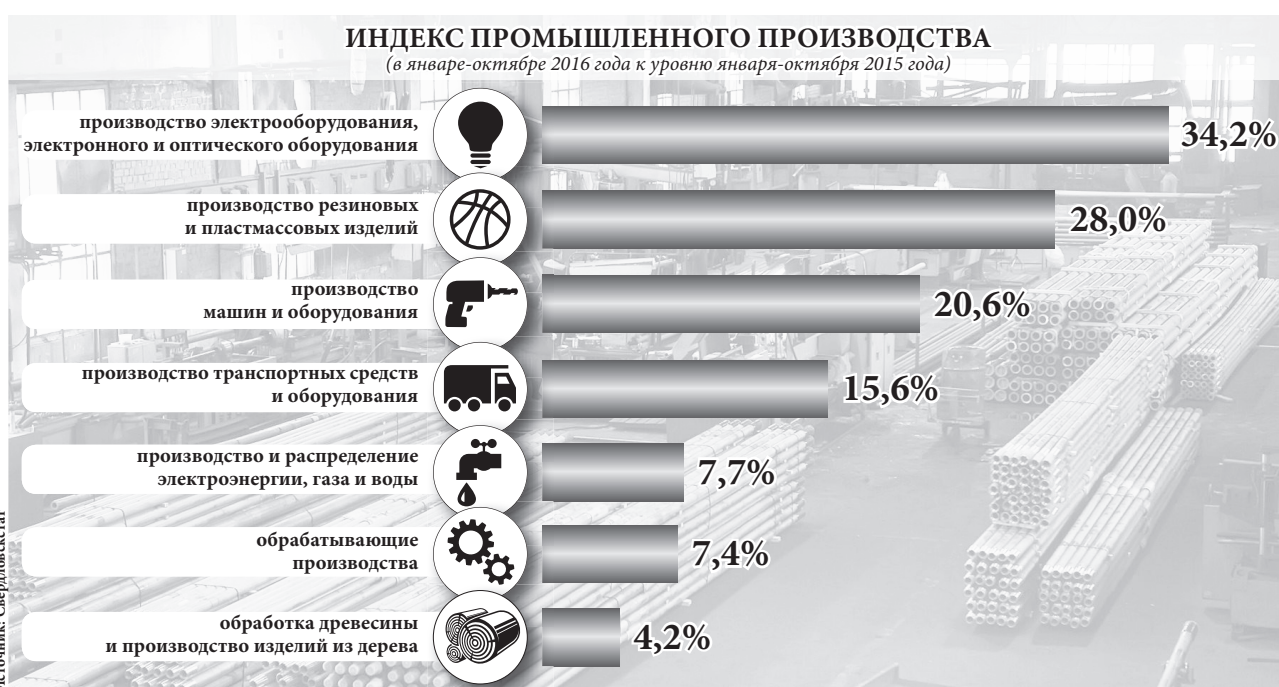 ИНДЕКС ПРОМЫШЛЕННОГО ПРОИЗВОДСТВА
(в январе-октябре 2016 года к уровню января-октября 2015 года)
производство электрооборудования,
электронного и оптического оборудования
34,2%
производство резиновых
и пластмассовых изделий
28,0%
производство
машин и оборудования
20,6%
производство транспортных средств
и оборудования
15,6%
производство и распределение
электроэнергии, газа и воды
7,7%
обрабатывающие
производства
7,4%
обработка древесины
и производство изделий из дерева
4,2%
Источник: Свердловскстат